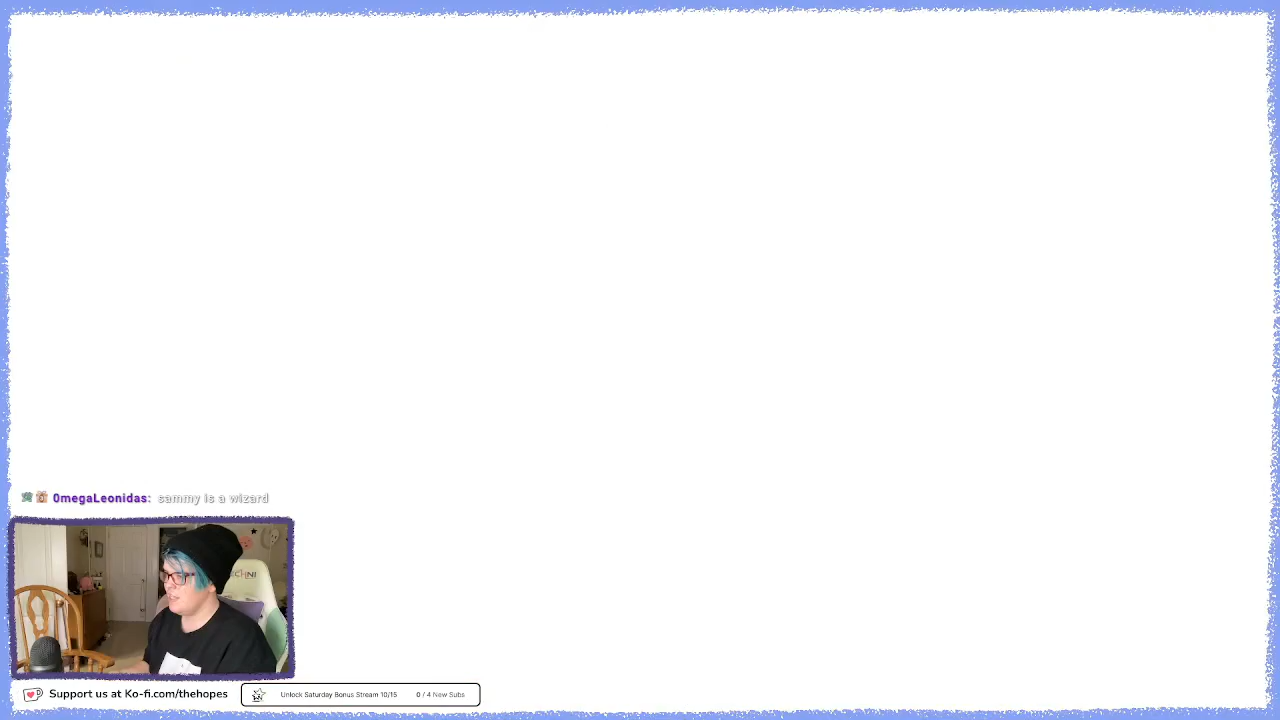 0megaLeonidas: sammy is a wizard
Support us at Ko-fi.com/thehopes
Unlock Saturday Bonus Stream 10/15 0 / 4 New Subs